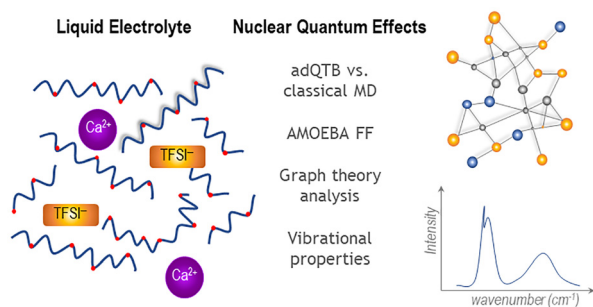 Liquid Electrolyte
Ca2+
TFSI–
TFSI–
Ca2+
Nuclear Quantum Effects
adQTB vs.
classical MD
AMOEBA FF
Graph theory
analysis
Vibrational
properties
Intensity
wavenumber (cm-1)